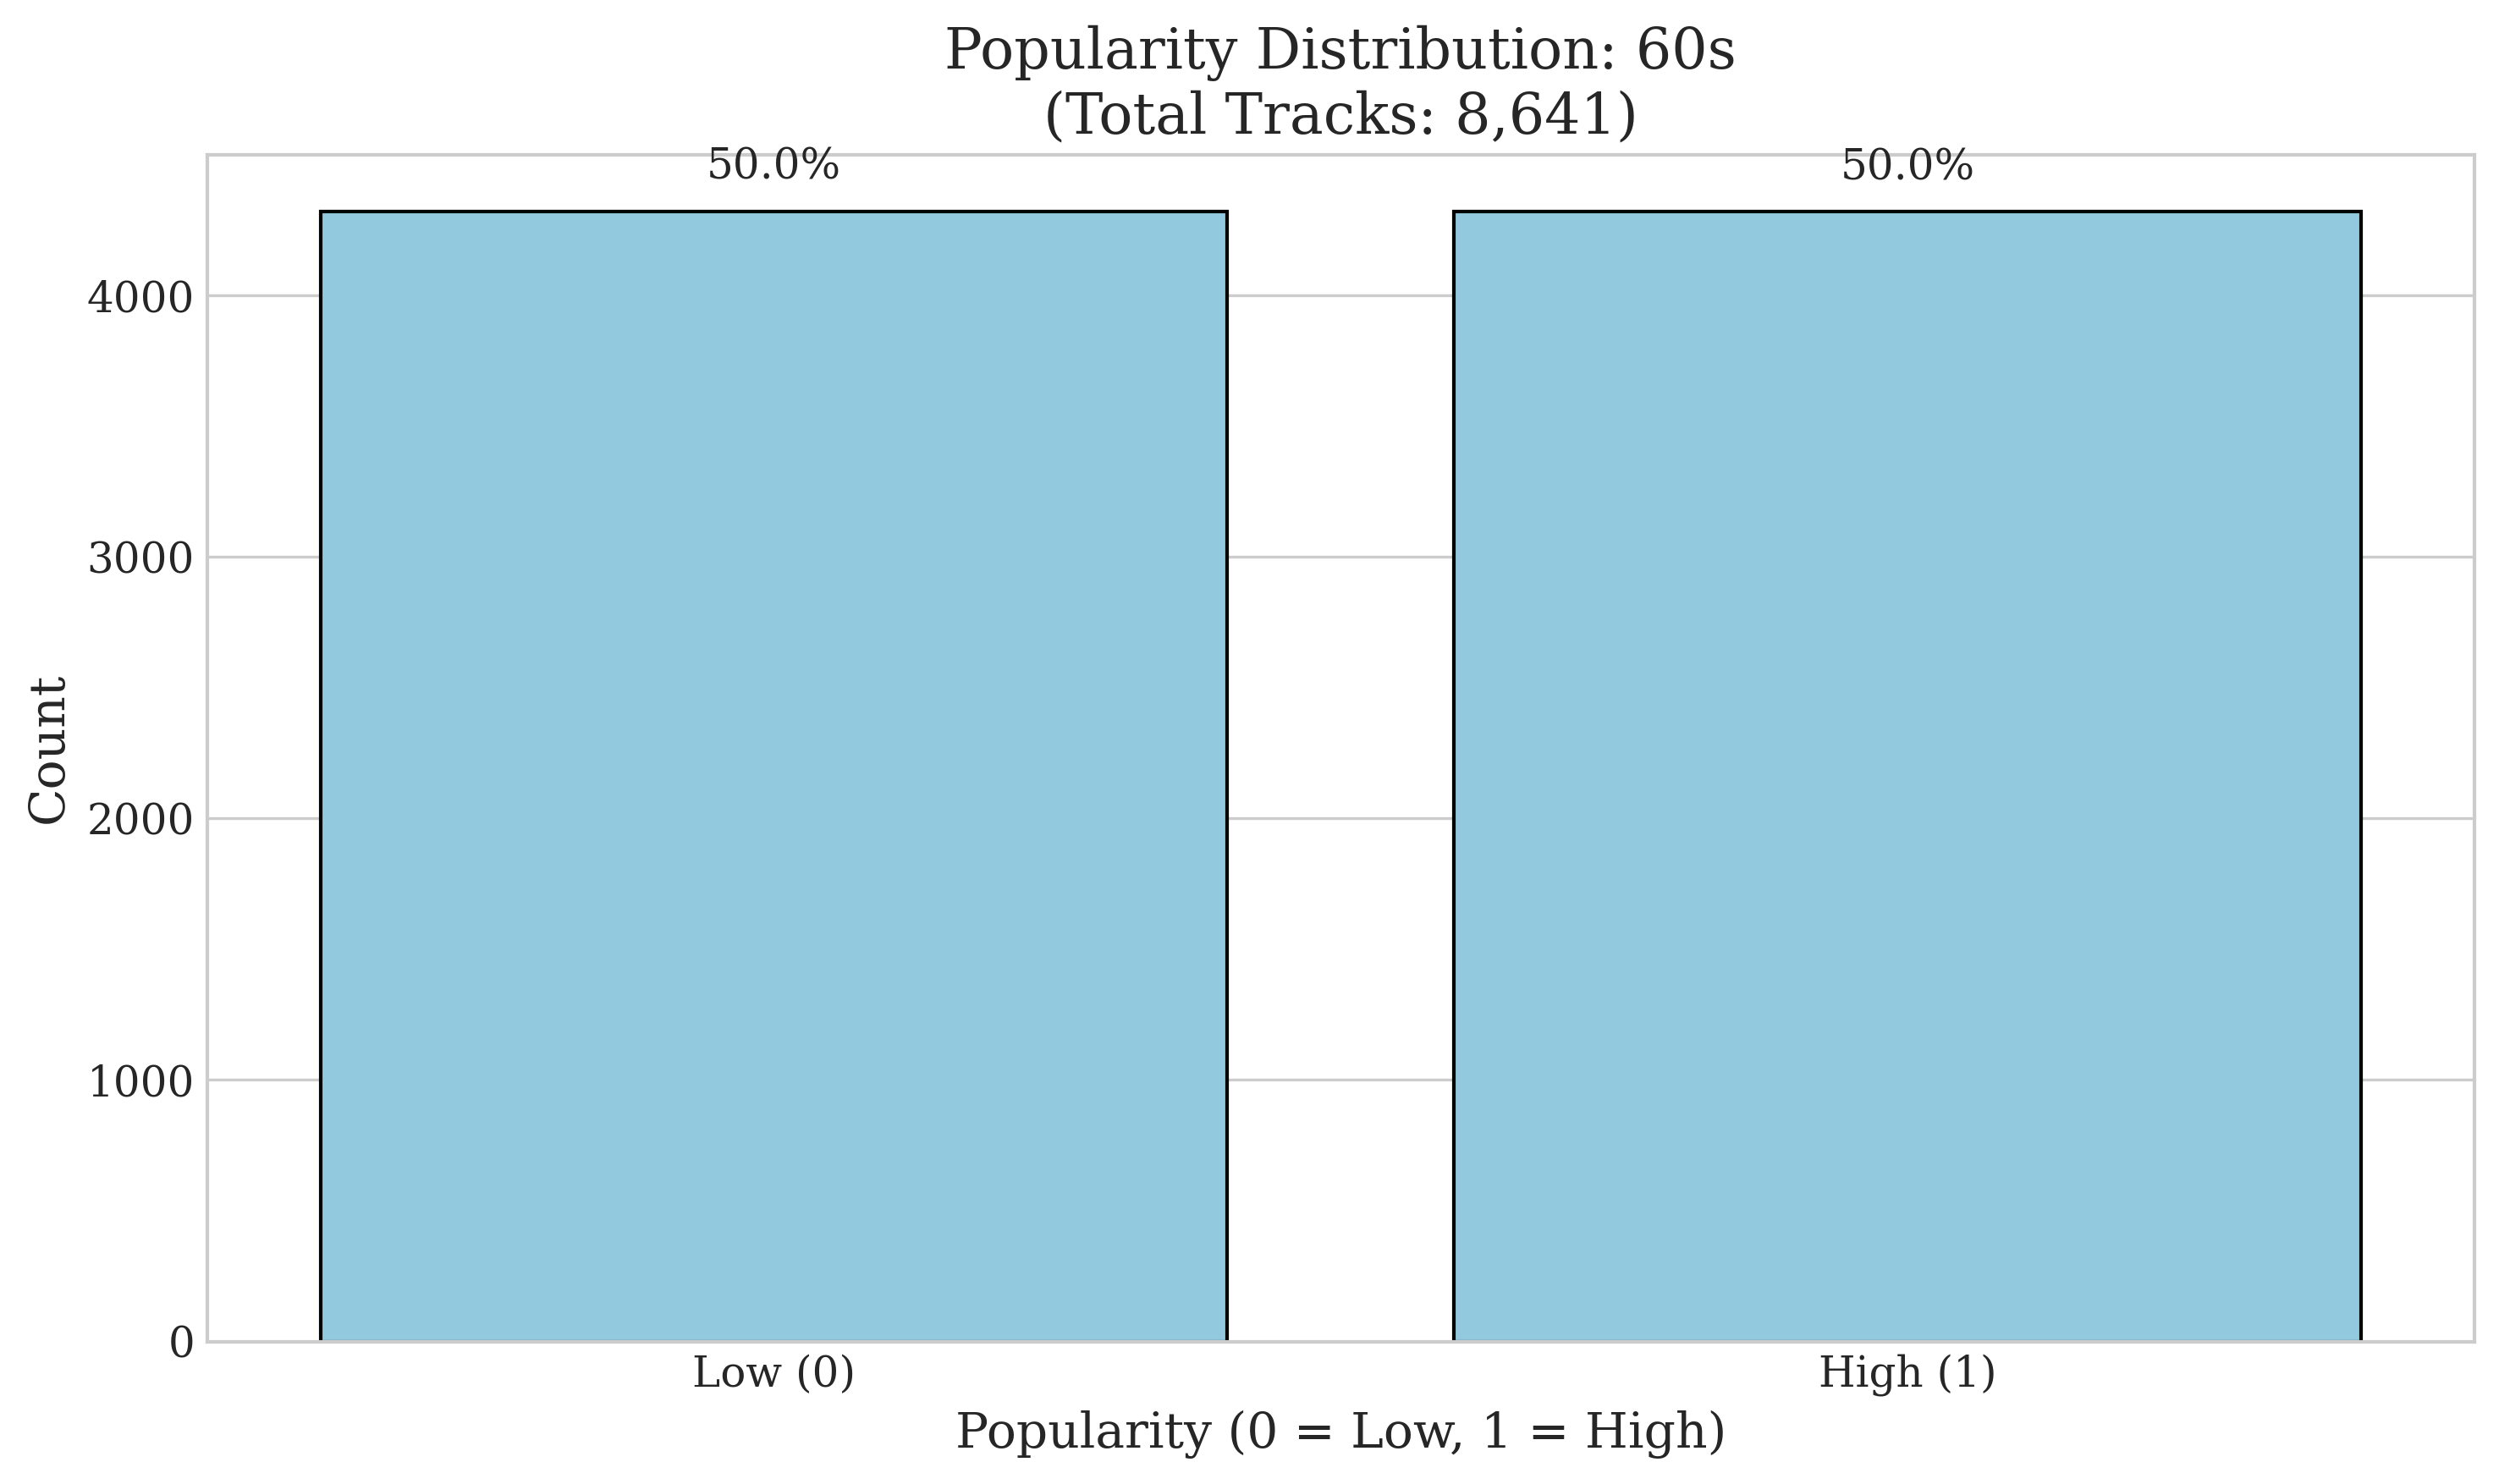 Popularity Distribution: 60s
(Total Tracks: 8,641)
50.0%
50.0%
4000
3000
2000
1000
0
Count
Low (0)
High (1)
Popularity (0 = Low, 1 = High)